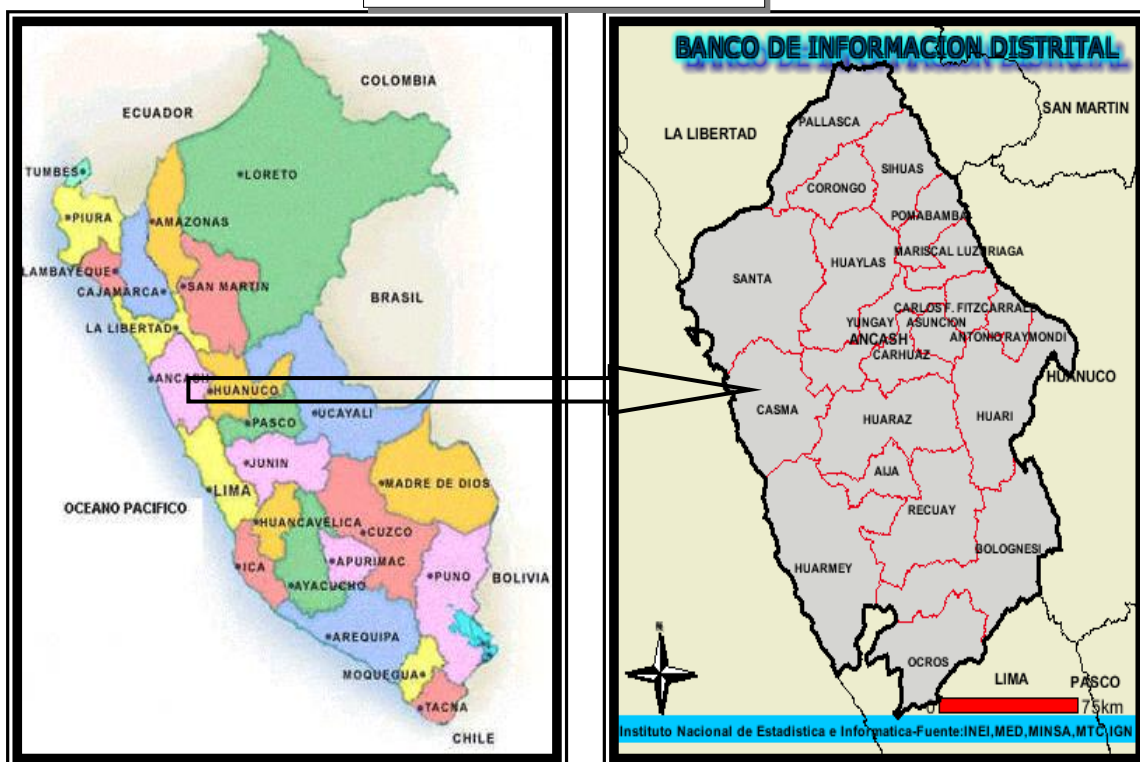 COLOMBIA
ECUADOR
TUMBES
LORETO
PIURA
AMAZONAS
LAMBAYEQUE
SAN MARTIN
CAJAMARCA
BRASIL
LA LIBERTAD
ANCASH
HUANUCO
UCAYALI
PASCO
JUNIN
LIMA
MADRE DE DIOS
OCEANO PACIFICO
HUANCAVELICA
CUZCO
ICA
APURIMAC
AYACUCHO
PUNO
BOLIVIA
AREQUIPA
MOQUEGUA
TACNA
CHILE
BANCO DE INFORMACION DISTRITAL
SAN MARTIN
LA LIBERTAD
PALLASCA
SIHUAS
CORONGO
POMABAMBA
MARISCAL LUZURIAGA
HUAYLAS
SANTA
CARLOS F. FITZCARRALD
YUNGAY
ASUNCION
ANCASH
ANTONIO RAYMONDI
CARHUAZ
HUANUCO
CASMA
HUARAZ
HUARI
AIJA
RECUAY
BOLOGNESI
HUARMEY
N
OCROS
LIMA
PASCO
0 75km
Instituto Nacional de Estadistica e Informatica-Fuente:INEI,MED,MINSA,MTC,IGN